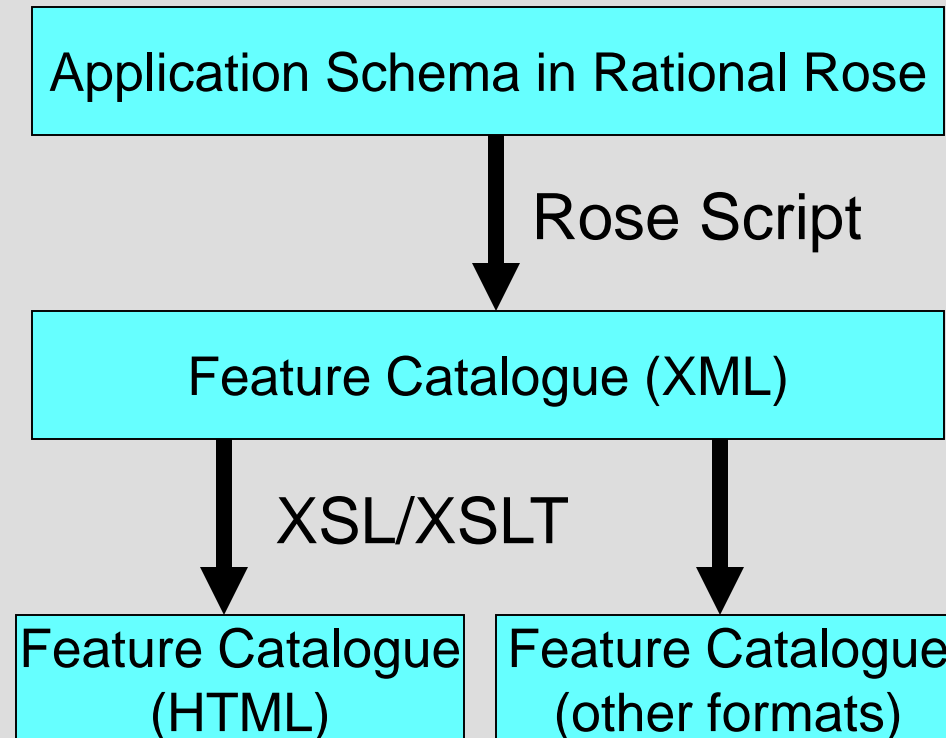 Application Schema in Rational Rose
Rose Script
Feature Catalogue (XML)
XSL/XSLT
Feature Catalogue
(HTML)
Feature Catalogue
(other formats)